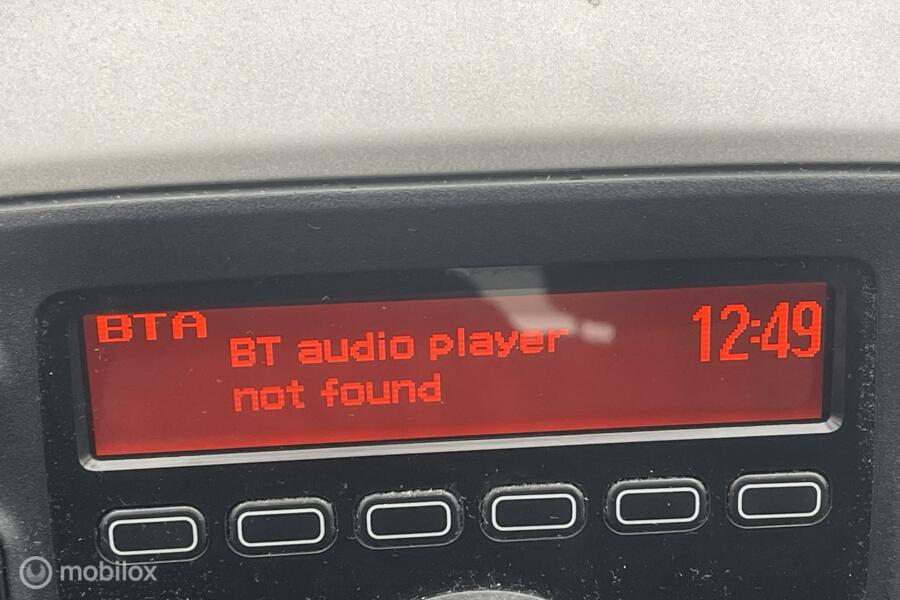 BTA
12:49
BT audio player
not found
mobilox